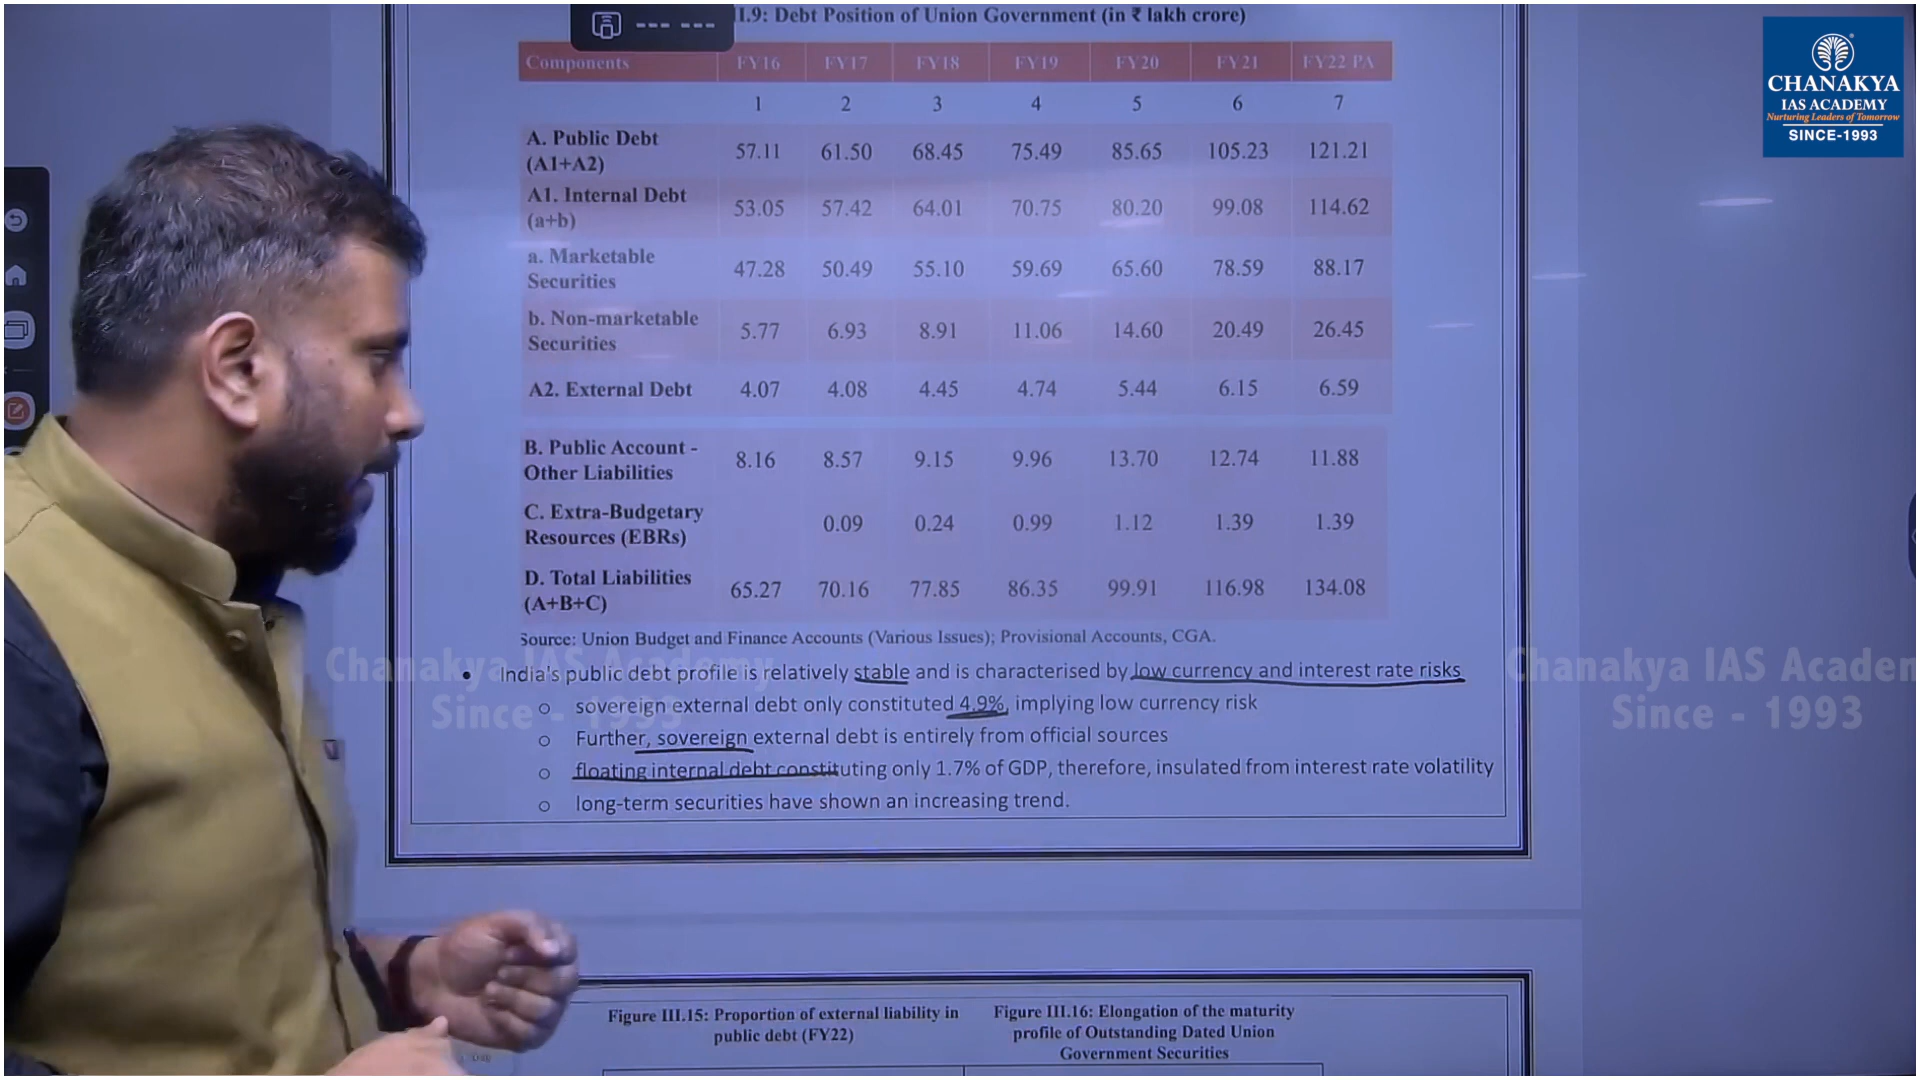 II.9: Debt Position of Union Government (in ₹ lakh crore)
Components FY16 FY17 FY18 FY19 FY20 FY21 FY22 PA
1 2 3 4 5 6 7
A. Public Debt
(A1+A2) 57.11 61.50 68.45 75.49 85.65 105.23 121.21
A1. Internal Debt
(a+b) 53.05 57.42 64.01 70.75 80.20 99.08 114.62
a. Marketable
Securities 47.28 50.49 55.10 59.69 65.60 78.59 88.17
b. Non-marketable
Securities 5.77 6.93 8.91 11.06 14.60 20.49 26.45
A2. External Debt 4.07 4.08 4.45 4.74 5.44 6.15 6.59
B. Public Account -
Other Liabilities 8.16 8.57 9.15 9.96 13.70 12.74 11.88
C. Extra-Budgetary
Resources (EBRs) 0.09 0.24 0.99 1.12 1.39 1.39
D. Total Liabilities
(A+B+C) 65.27 70.16 77.85 86.35 99.91 116.98 134.08
Source: Union Budget and Finance Accounts (Various Issues); Provisional Accounts, CGA.
• India's public debt profile is relatively stable and is characterised by low currency and interest rate risks
o sovereign external debt only constituted 4.9%, implying low currency risk
o Further, sovereign external debt is entirely from official sources
o floating internal debt constituting only 1.7% of GDP, therefore, insulated from interest rate volatility
o long-term securities have shown an increasing trend.
Figure III.15: Proportion of external liability in
public debt (FY22)
Figure III.16: Elongation of the maturity
profile of Outstanding Dated Union
Government Securities
CHANAKYA
IAS ACADEMY
Nurturing Leaders of Tomorrow
SINCE-1993
Chanakya IAS Academy
Since - 1993
Chanakya IAS Academ
Since - 1993